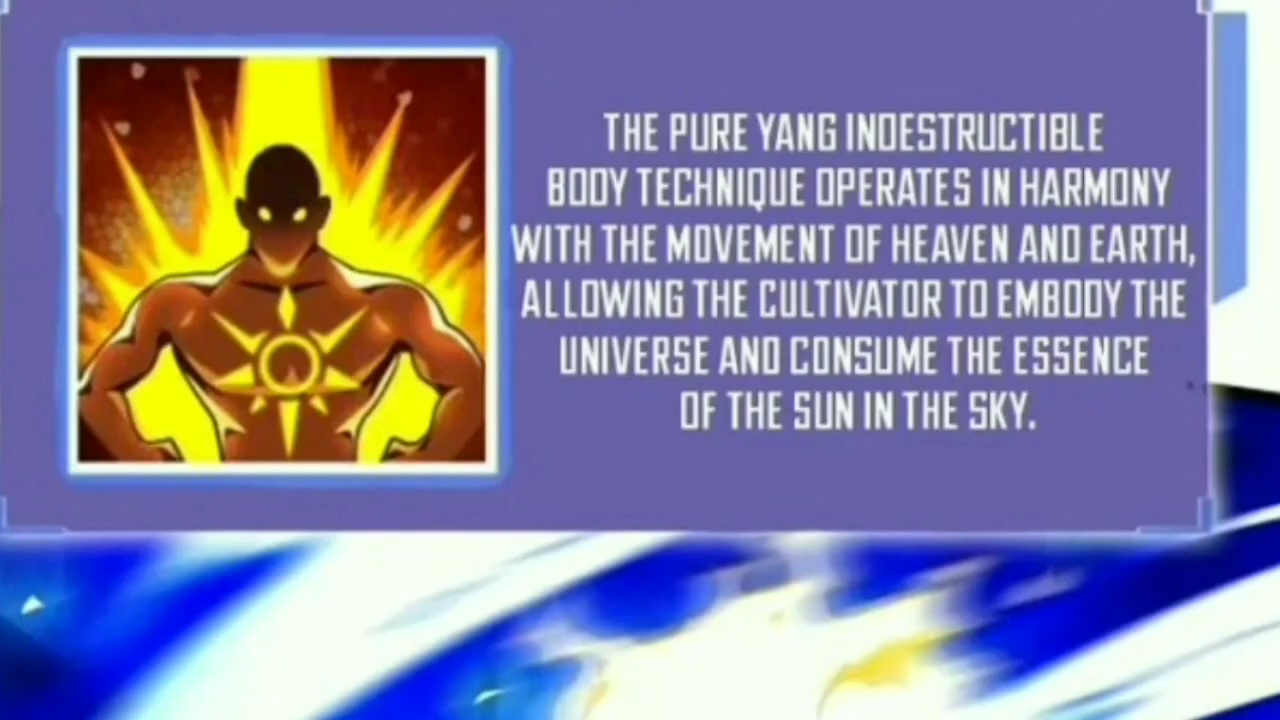 THE PURE YANG INDESTRUCTIBLE
BODY TECHNIQUE OPERATES IN HARMONY
WITH THE MOVEMENT OF HEAVEN AND EARTH,
ALLOWING THE CULTIVATOR TO EMBODY THE
UNIVERSE AND CONSUME THE ESSENCE
OF THE SUN IN THE SKY.